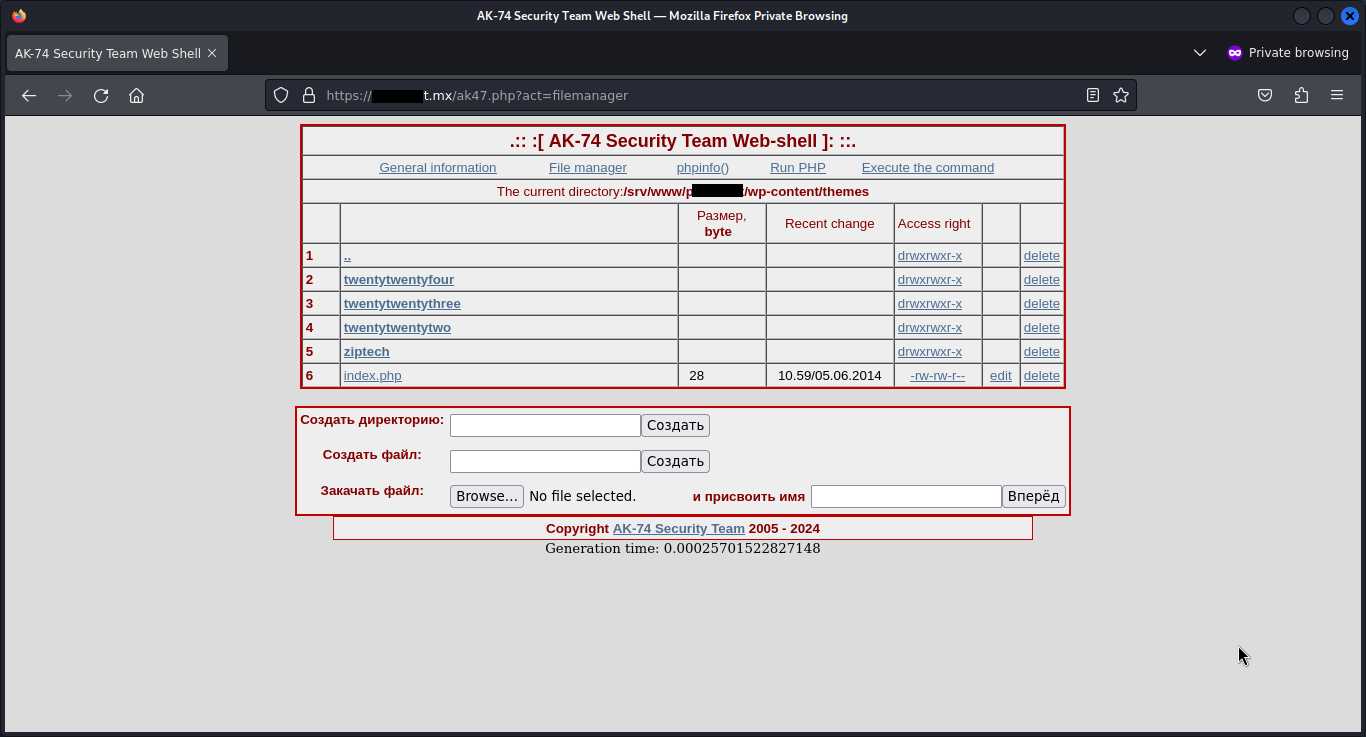 AK-74 Security Team Web Shell — Mozilla Firefox Private Browsing
AK-74 Security Team Web Shell
Private browsing
https:// t.mx/ak47.php?act=filemanager
.:: :[ AK-74 Security Team Web-shell ]: ::.
General information File manager phpinfo() Run PHP Execute the command
The current directory:/srv/www/p /wp-content/themes
Размер, byte Recent change Access right
1 .. drwxrwxr-x delete
2 twentytwentyfour drwxrwxr-x delete
3 twentytwentythree drwxrwxr-x delete
4 twentytwentytwo drwxrwxr-x delete
5 ziptech drwxrwxr-x delete
6 index.php 28 10.59/05.06.2014 -rw-rw-r-- edit delete
Создать директорию: Создать
Создать файл: Создать
Закачать файл: Browse... No file selected. и присвоить имя Вперёд
Copyright AK-74 Security Team 2005 - 2024
Generation time: 0.00025701522827148